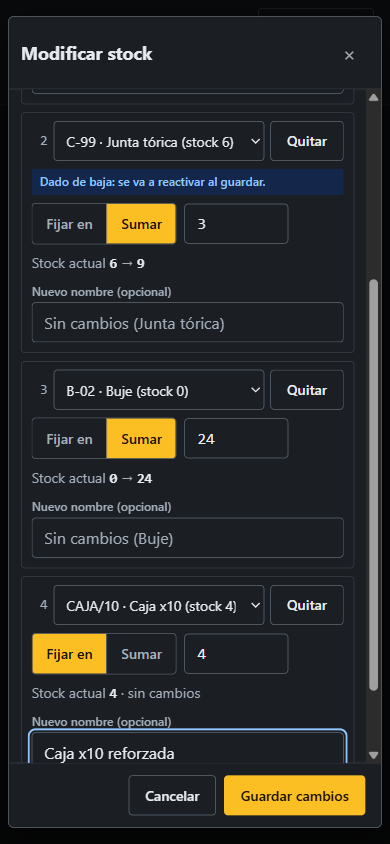 Modificar stock ×
2 C-99 · Junta tórica (stock 6) Quitar
Dado de baja: se va a reactivar al guardar.
Fijar en Sumar 3
Stock actual 6 → 9
Nuevo nombre (opcional)
Sin cambios (Junta tórica)
3 B-02 · Buje (stock 0) Quitar
Fijar en Sumar 24
Stock actual 0 → 24
Nuevo nombre (opcional)
Sin cambios (Buje)
4 CAJA/10 · Caja x10 (stock 4) Quitar
Fijar en Sumar 4
Stock actual 4 · sin cambios
Nuevo nombre (opcional)
Caja x10 reforzada
Cancelar Guardar cambios